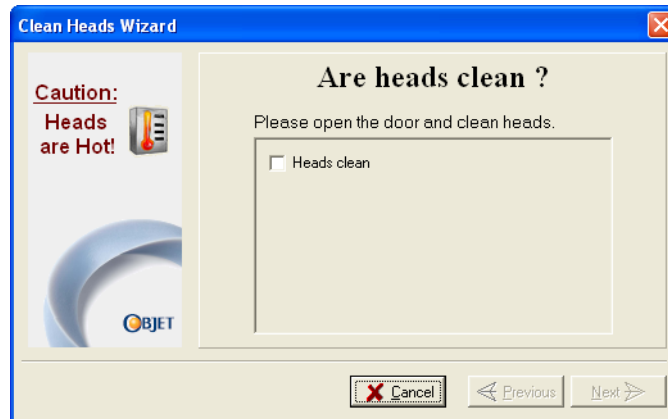 Clean Heads Wizard
Caution:
Heads
are Hot!
OBJET
Are heads clean ?
Please open the door and clean heads.
Heads clean
Cancel
Previous
Next